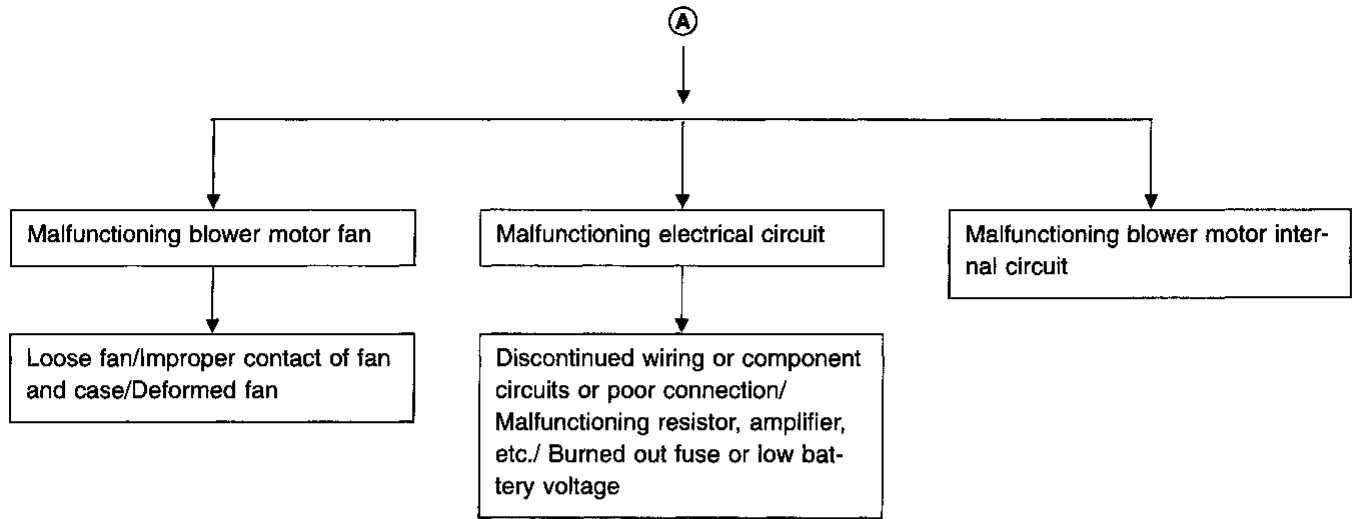 A
Malfunctioning blower motor fan
Malfunctioning electrical circuit
Malfunctioning blower motor inter-
nal circuit
Loose fan/Improper contact of fan
and case/Deformed fan
Discontinued wiring or component
circuits or poor connection/
Malfunctioning resistor, amplifier,
etc./ Burned out fuse or low bat-
tery voltage